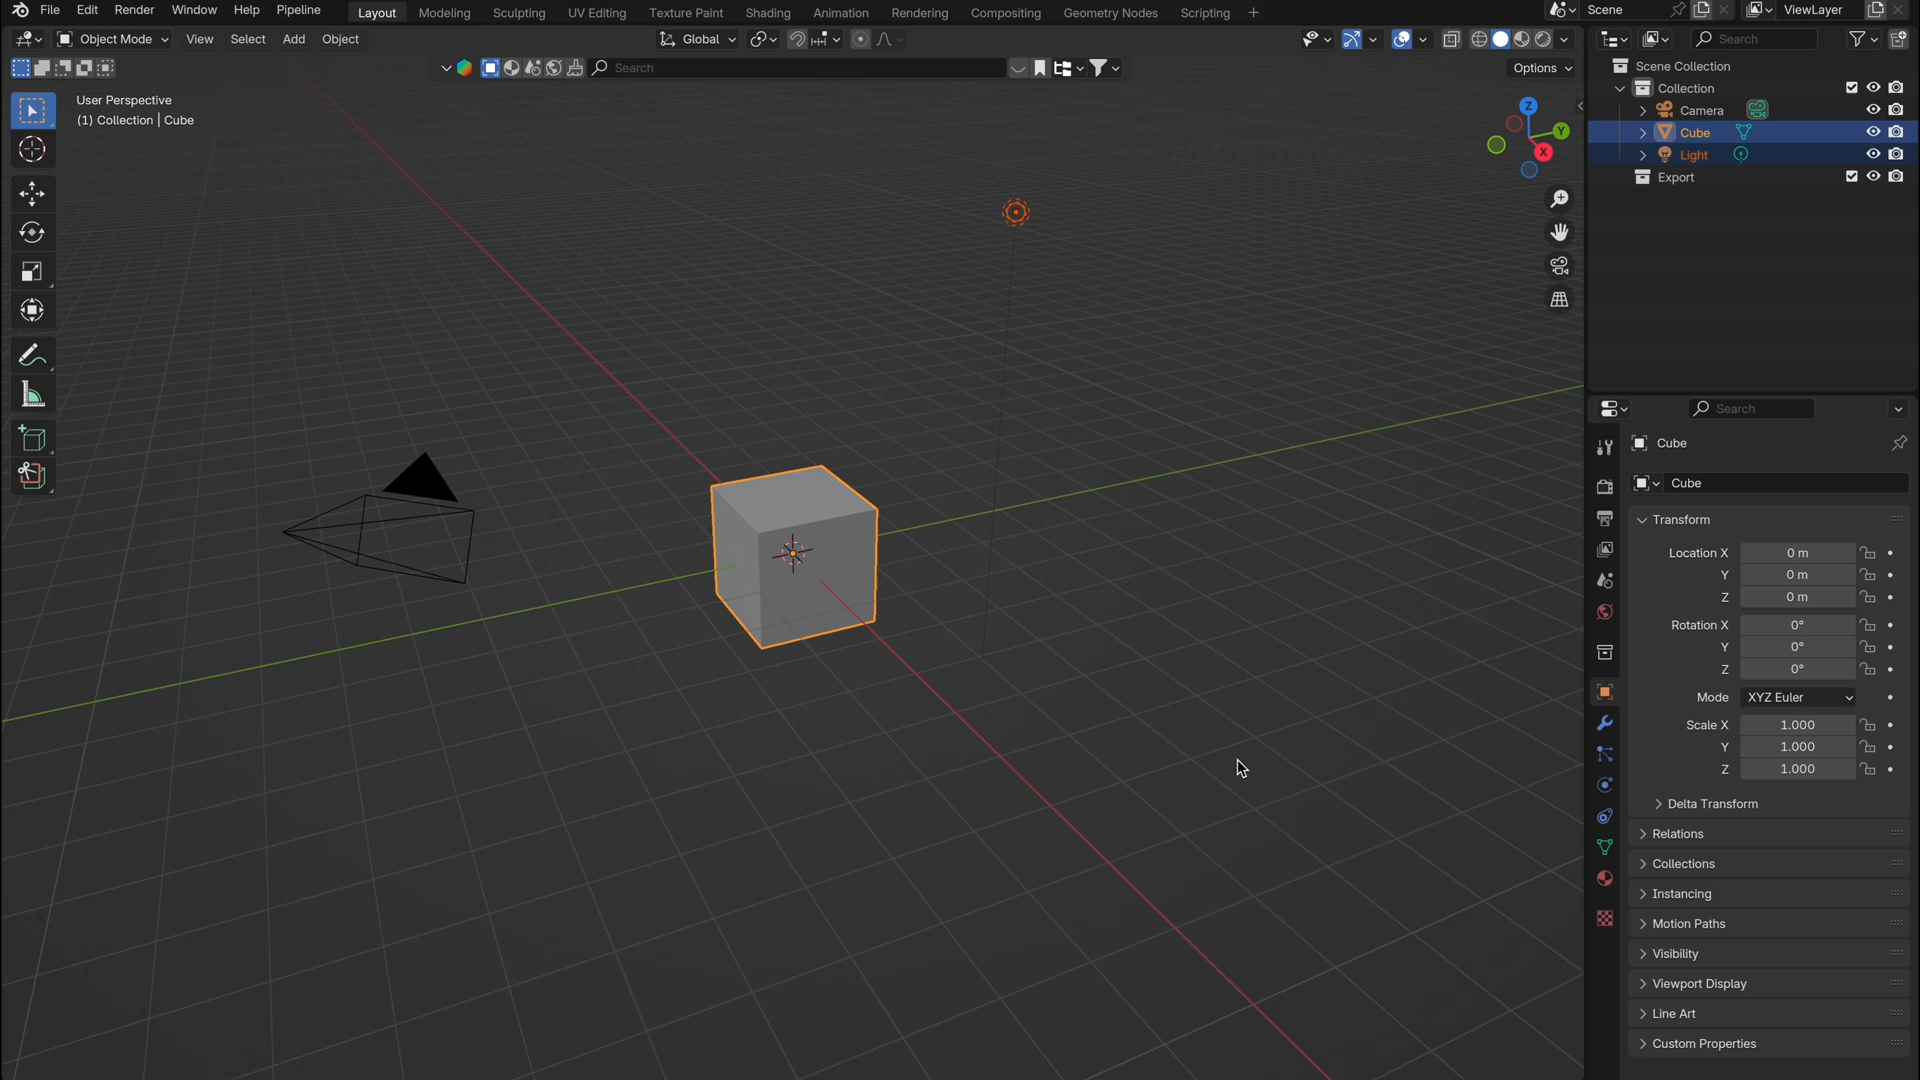 File Edit Render Window Help Pipeline Layout Modeling Sculpting UV Editing Texture Paint Shading Animation Rendering Compositing Geometry Nodes Scripting + Scene ViewLayer
Object Mode View Select Add Object Global Search
Search Options
User Perspective
(1) Collection | Cube
Z
Y
X
Scene Collection
Collection
Camera
Cube
Light
Export
Search
Cube
Cube
Transform
Location X 0 m
Y 0 m
Z 0 m
Rotation X 0°
Y 0°
Z 0°
Mode XYZ Euler
Scale X 1.000
Y 1.000
Z 1.000
Delta Transform
Relations
Collections
Instancing
Motion Paths
Visibility
Viewport Display
Line Art
Custom Properties